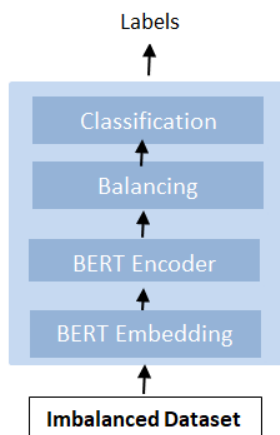 Labels
Classification
Balancing
BERT Encoder
BERT Embedding
Imbalanced Dataset